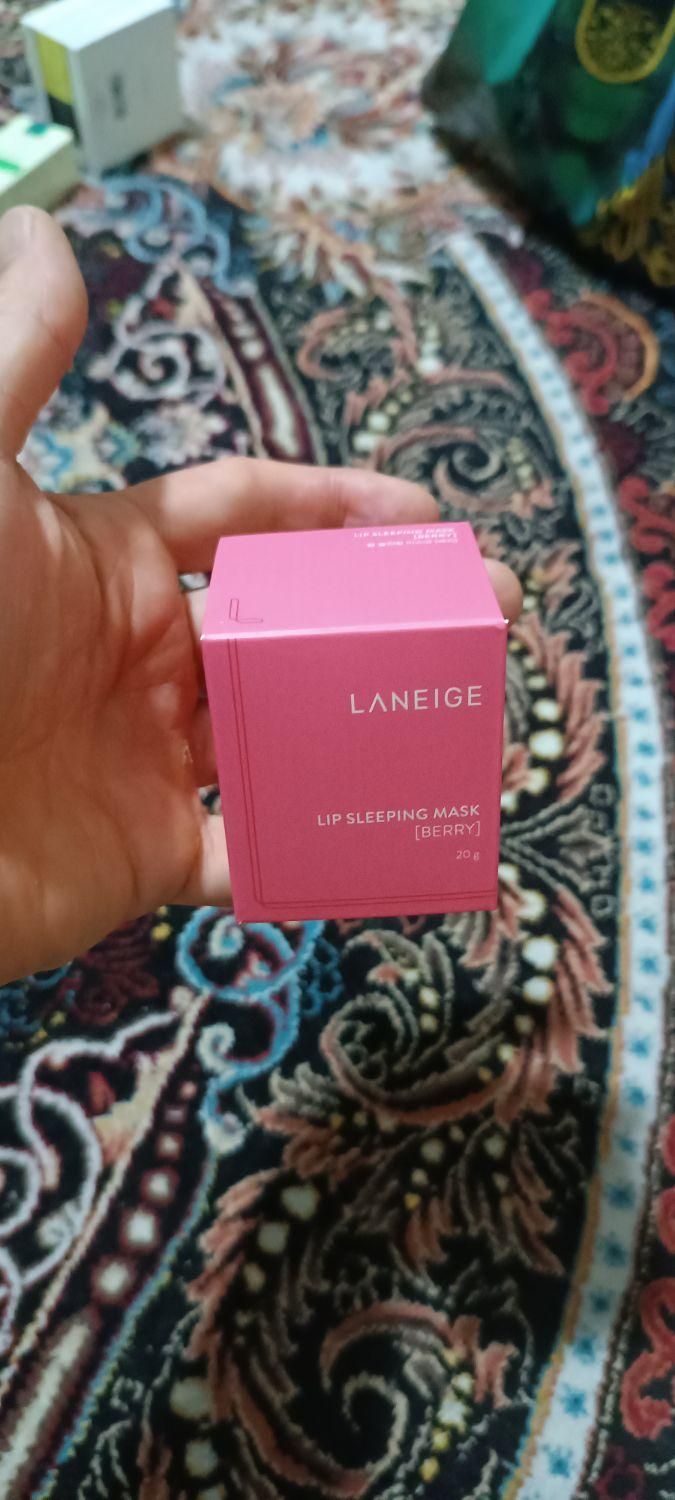 LIP SLEEPING MASK
[BERRY]
LANEIGE
LIP SLEEPING MASK
[BERRY]
20 g